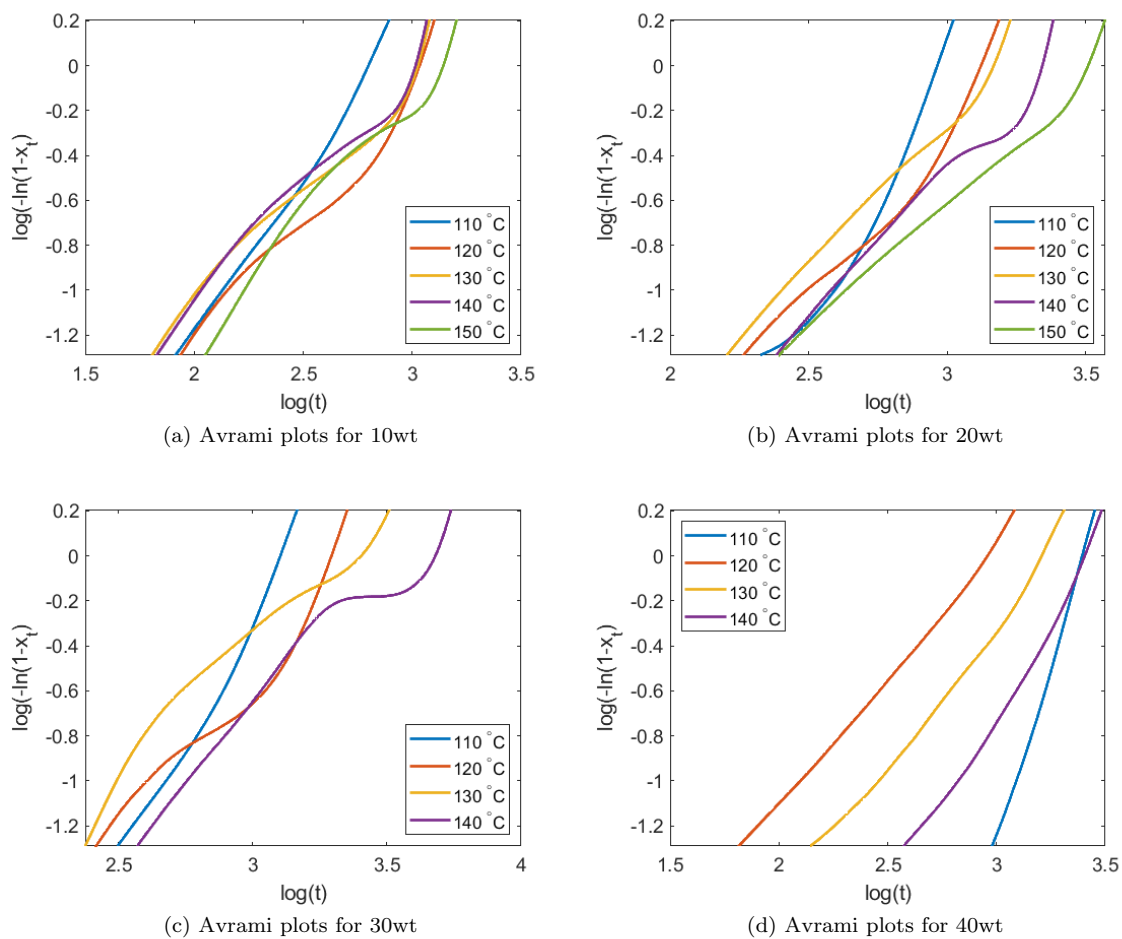 0.2
0
-0.2
-0.4
-0.6
-0.8
-1
-1.2
log(-ln(1-x_t)
1.5 2 2.5 3 3.5
log(t)
110 °C
120 °C
130 °C
140 °C
150 °C
(a) Avrami plots for 10wt
0.2
0
-0.2
-0.4
-0.6
-0.8
-1
-1.2
log(-ln(1-x_t)
2 2.5 3 3.5
log(t)
110 °C
120 °C
130 °C
140 °C
150 °C
(b) Avrami plots for 20wt
0.2
0
-0.2
-0.4
-0.6
-0.8
-1
-1.2
log(-ln(1-x_t)
2.5 3 3.5 4
log(t)
110 °C
120 °C
130 °C
140 °C
(c) Avrami plots for 30wt
0.2
0
-0.2
-0.4
-0.6
-0.8
-1
-1.2
log(-ln(1-x_t)
1.5 2 2.5 3 3.5
log(t)
110 °C
120 °C
130 °C
140 °C
(d) Avrami plots for 40wt